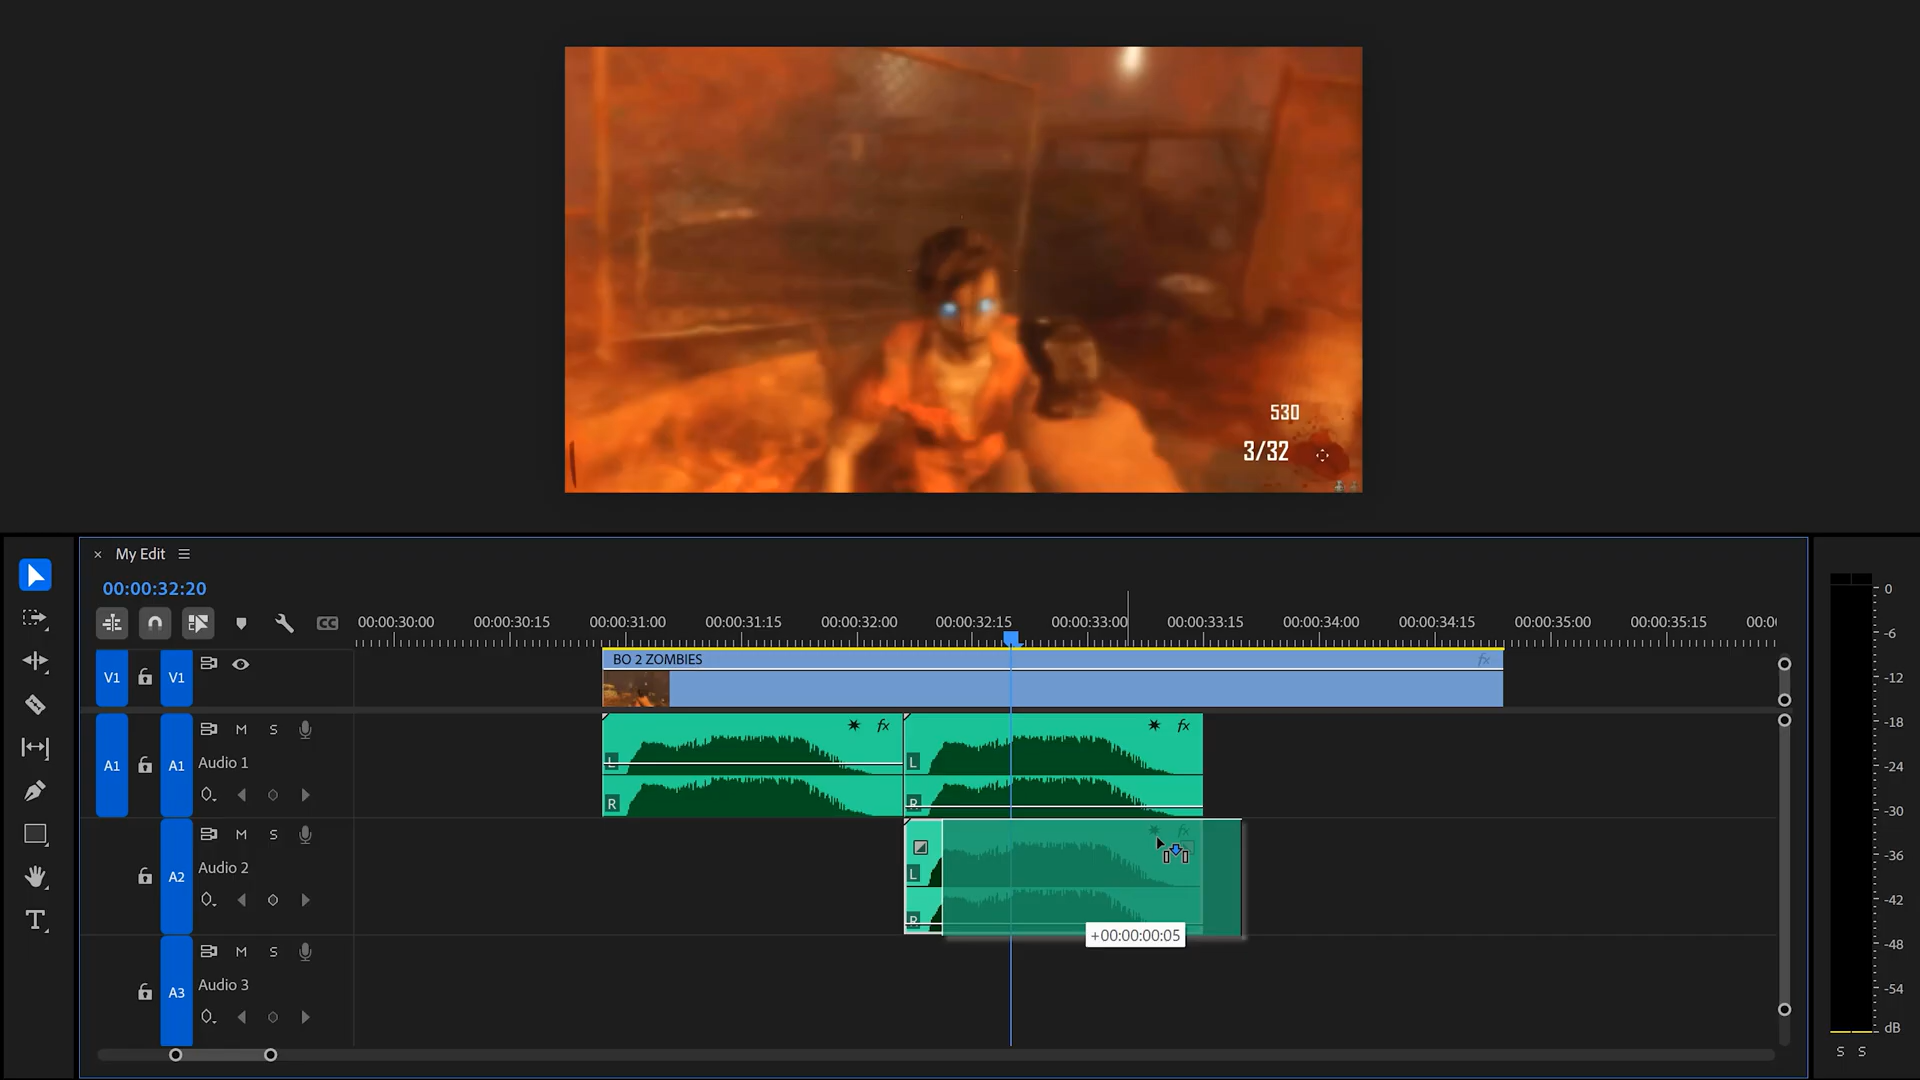 530
3/32
× My Edit
00:00:32:20
CC
00:00:30:00 00:00:30:15 00:00:31:00 00:00:31:15 00:00:32:00 00:00:32:15 00:00:33:00 00:00:33:15 00:00:34:00 00:00:34:15 00:00:35:00 00:00:35:15 00:0
V1 V1 BO 2 ZOMBIES fx
M S fx fx
A1 A1 Audio 1 L L
R R
M S fx
A2 Audio 2 L
R
+00:00:00:05
M S
A3 Audio 3
0
-6
-12
-18
-24
-30
-36
-42
-48
-54
dB
S S
T